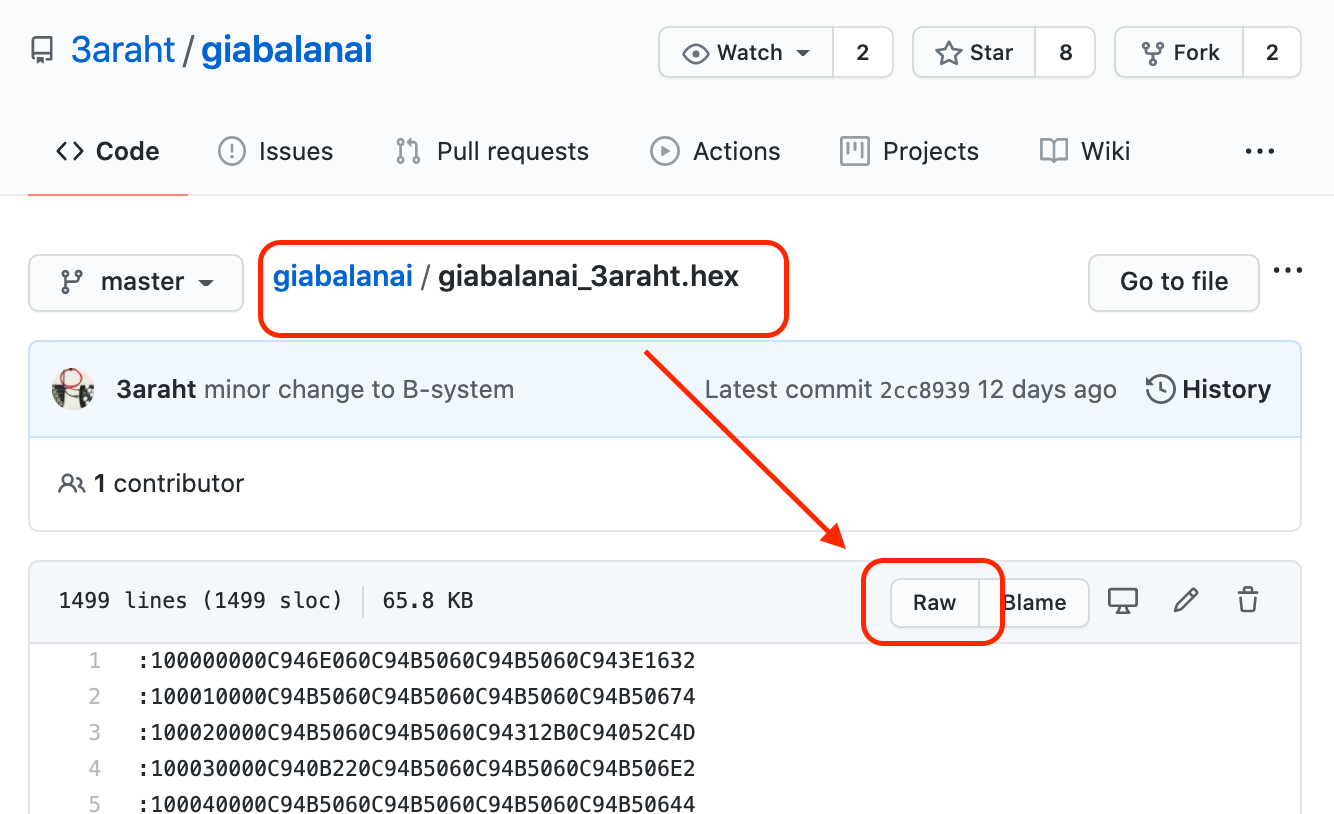 3araht / giabalanai
Watch 2 Star 8 Fork 2
Code Issues Pull requests Actions Projects Wiki ...
master giabalanai / giabalanai_3araht.hex Go to file ...
3araht minor change to B-system Latest commit 2cc8939 12 days ago History
1 contributor
1499 lines (1499 sloc) 65.8 KB Raw Blame
1 :100000000C946E060C94B5060C94B5060C943E1632
2 :100010000C94B5060C94B5060C94B5060C94B50674
3 :100020000C94B5060C94B5060C94312B0C94052C4D
4 :100030000C940B220C94B5060C94B5060C94B506E2
5 :100040000C94B5060C94B5060C94B5060C94B50644